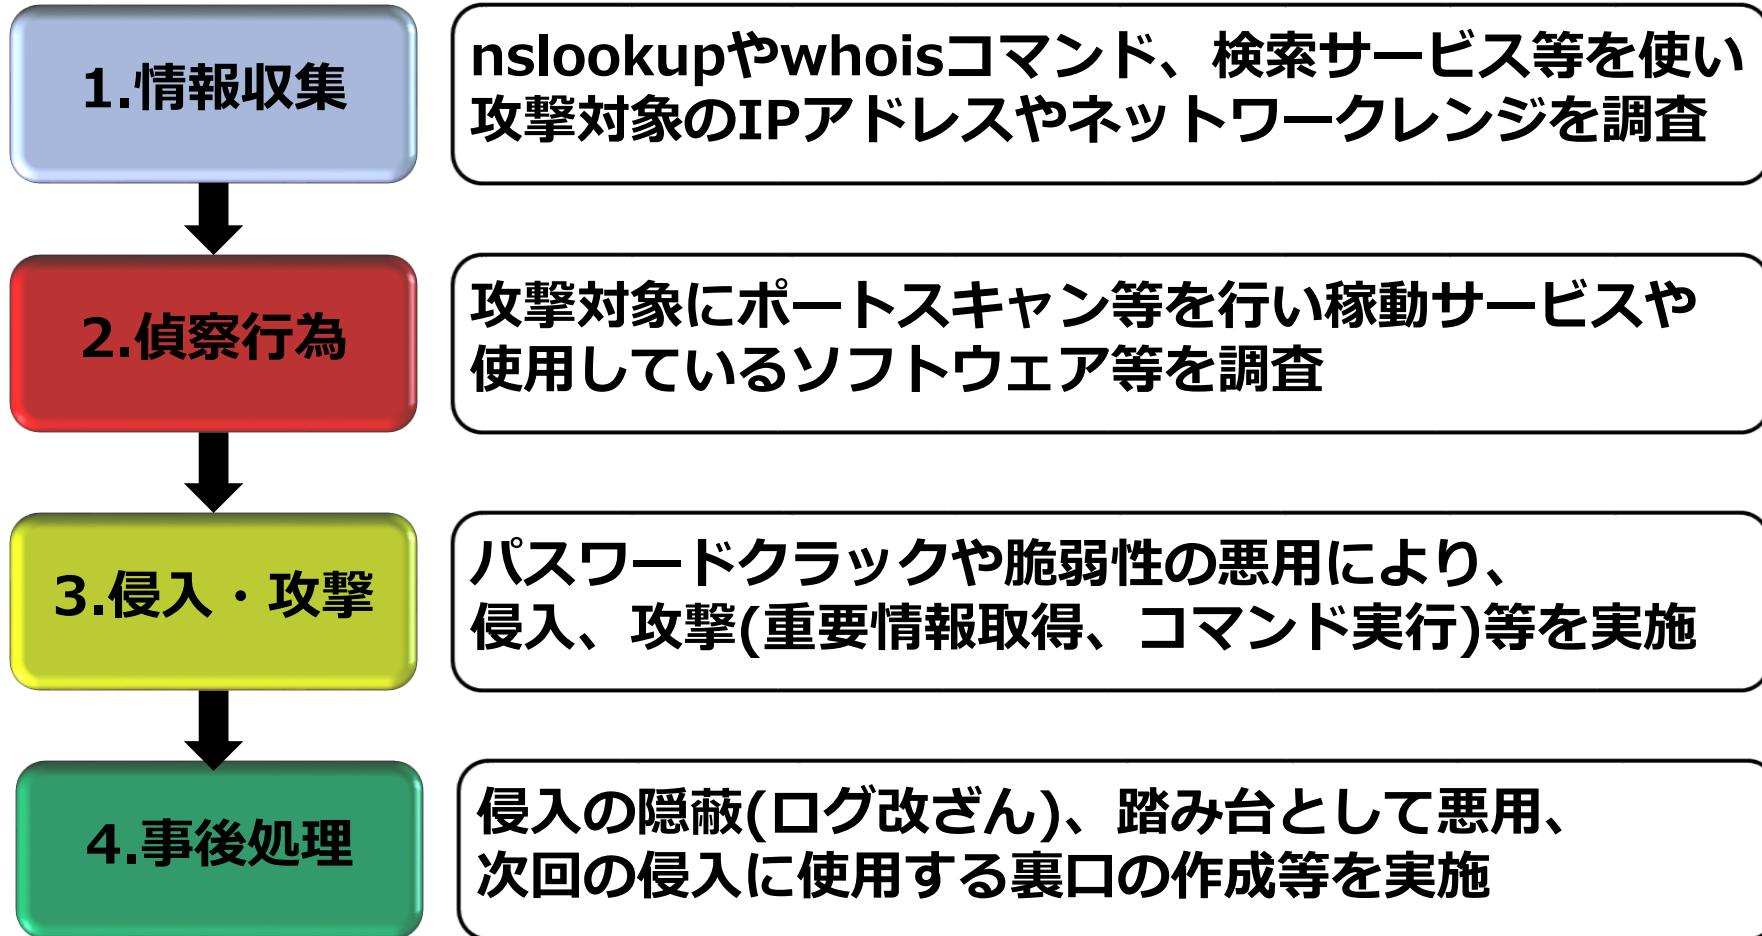 1.情報収集
nslookupやwhoisコマンド、検索サービス等を使い
攻撃対象のIPアドレスやネットワークレンジを調査
2.偵察行為
攻撃対象にポートスキャン等を行い稼動サービスや
使用しているソフトウェア等を調査
3.侵入・攻撃
パスワードクラックや脆弱性の悪用により、
侵入、攻撃(重要情報取得、コマンド実行)等を実施
4.事後処理
侵入の隠蔽(ログ改ざん)、踏み台として悪用、
次回の侵入に使用する裏口の作成等を実施